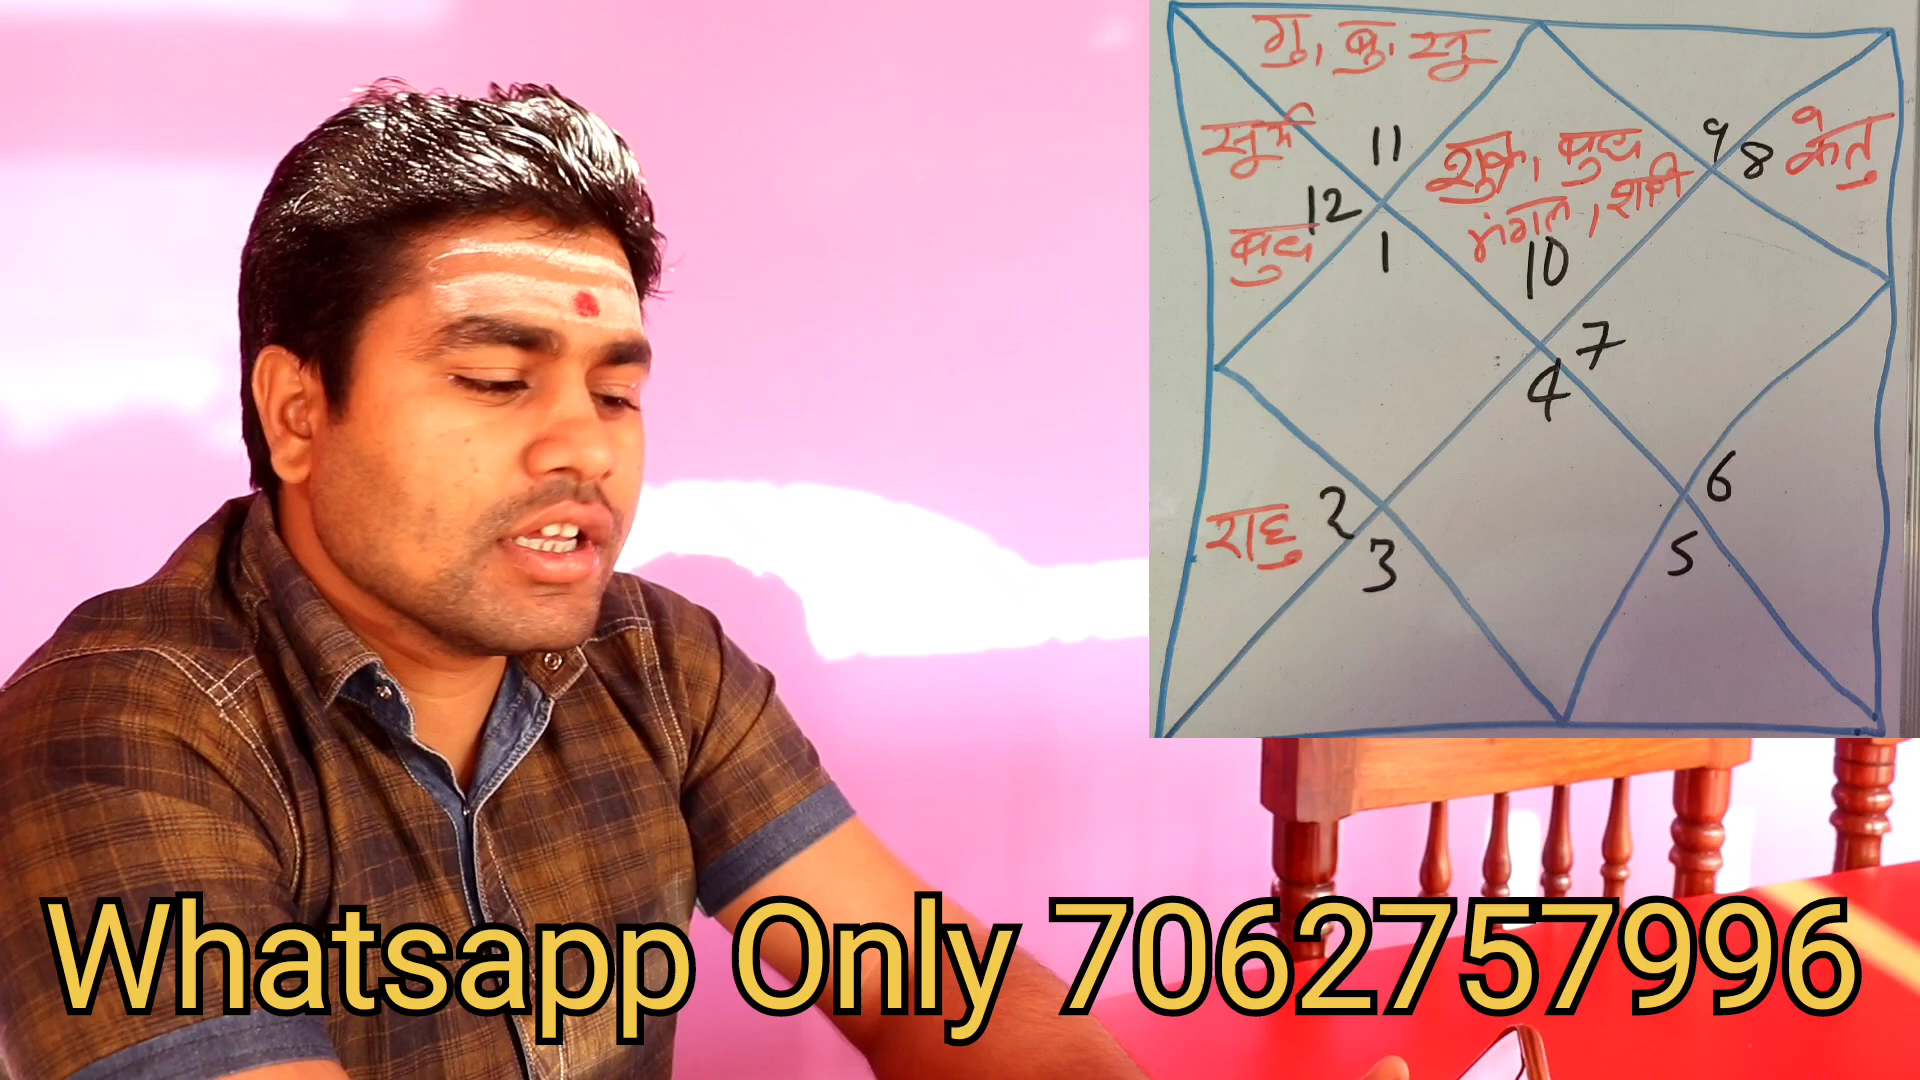 गु, बु, सू
सूर्य 11 शुक्र, बुध 9 8 केतु
12 मंगल, शनि
बुध 1 10
7
4
राहु 2 6
3 5
Whatsapp Only 7062757996